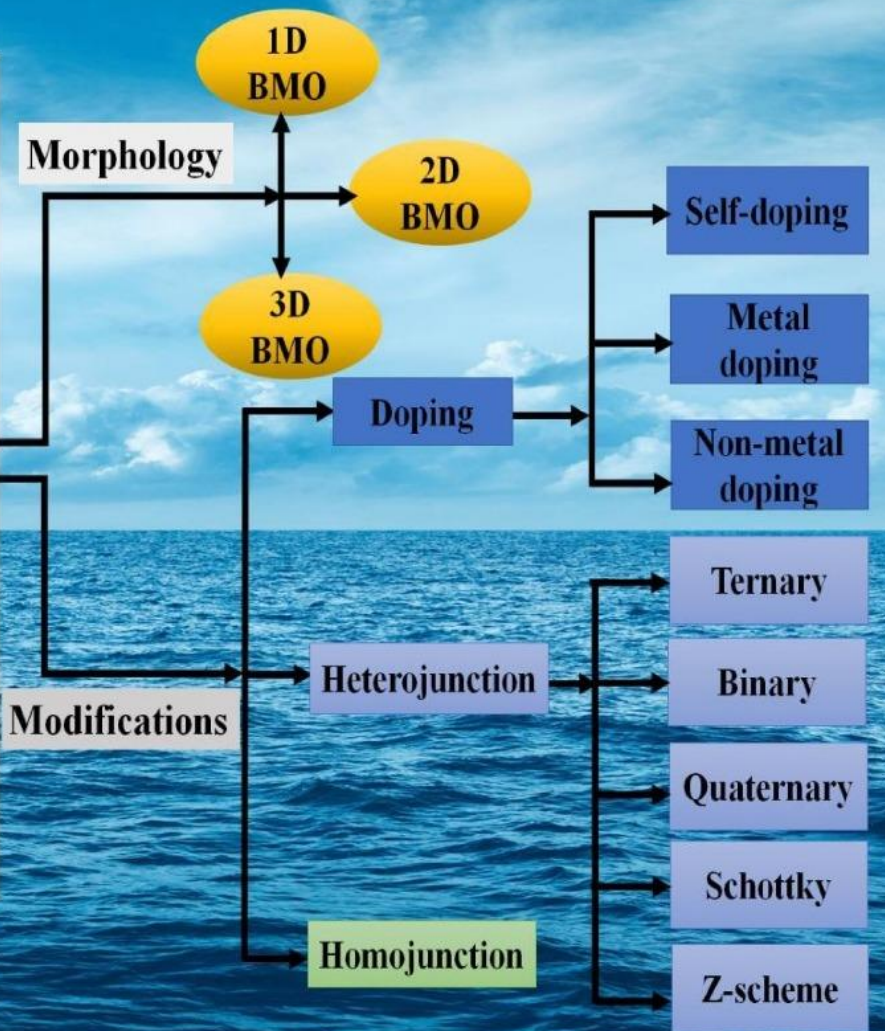 1D
BMO
Morphology
2D
BMO
3D
BMO
Self-doping
Metal
doping
Doping
Non-metal
doping
Ternary
Heterojunction
Binary
Modifications
Quaternary
Schottky
Homojunction
Z-scheme